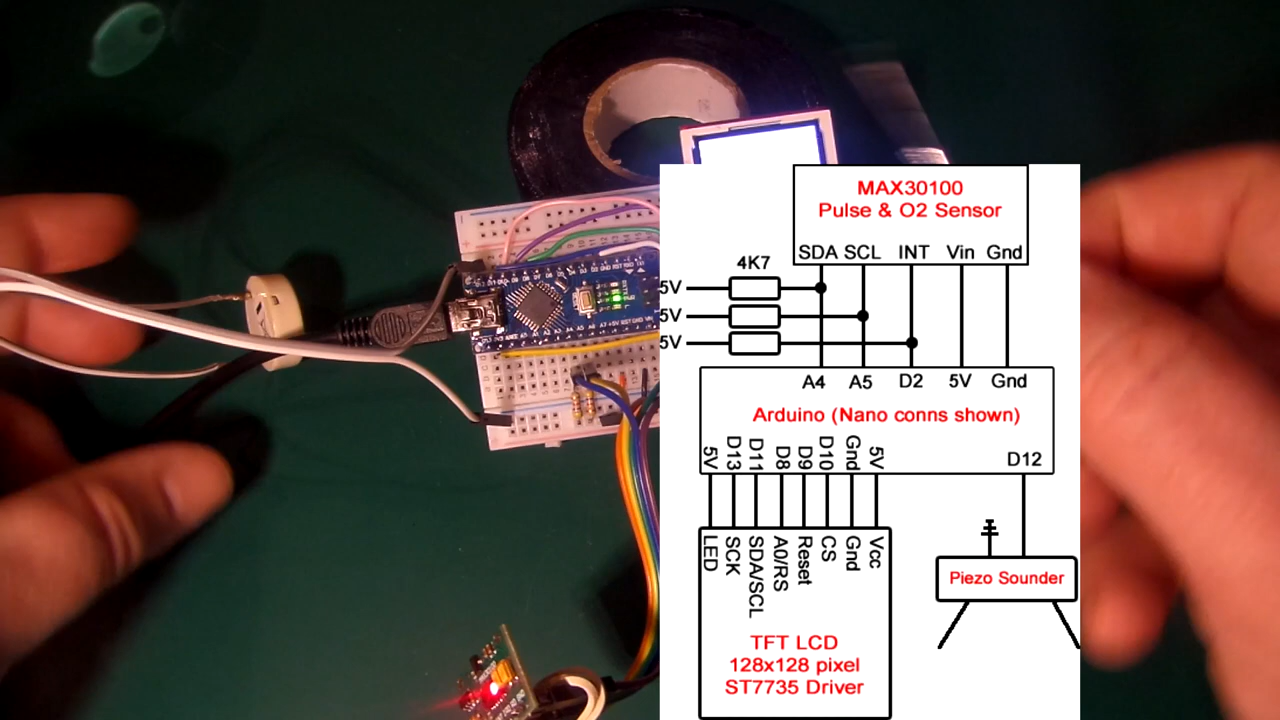 MAX30100
Pulse & O2 Sensor
SDA SCL INT Vin Gnd
4K7
5V
5V
5V
A4 A5 D2 5V Gnd
Arduino (Nano conns shown)
5V D13 D11 D8 D9 D10 Gnd 5V
D12
LED SCK SDA/SCL A0/RS Reset CS Gnd Vcc
Piezo Sounder
TFT LCD
128x128 pixel
ST7735 Driver